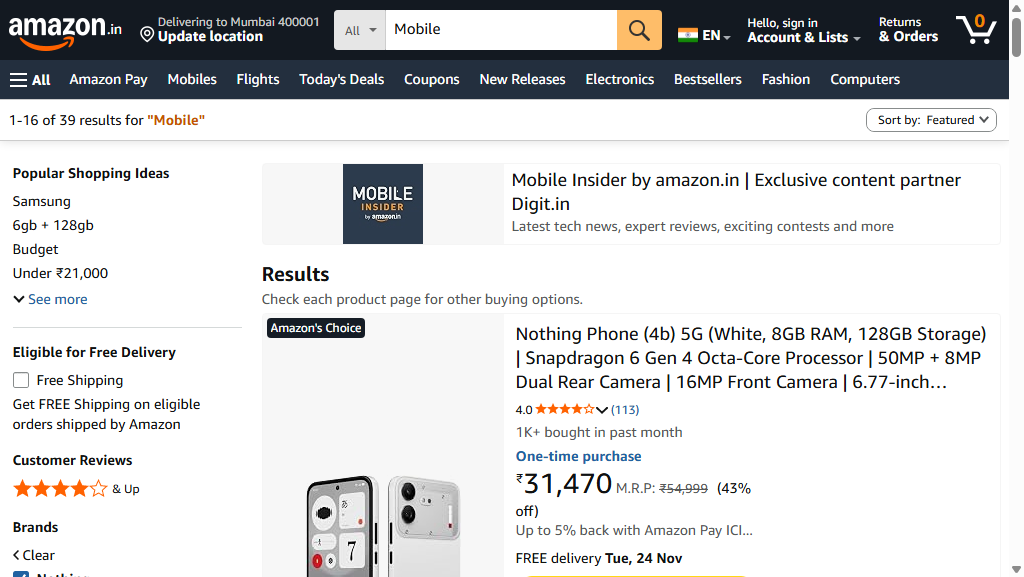 amazon.in
Delivering to Mumbai 400001
Update location
All
Mobile
EN
Hello, sign in
Account & Lists
Returns
& Orders
0
All
Amazon Pay
Mobiles
Flights
Today's Deals
Coupons
New Releases
Electronics
Bestsellers
Fashion
Computers
1-16 of 39 results for "Mobile"
Sort by: Featured
Popular Shopping Ideas
Samsung
6gb + 128gb
Budget
Under ₹21,000
See more
Eligible for Free Delivery
Free Shipping
Get FREE Shipping on eligible
orders shipped by Amazon
Customer Reviews
& Up
Brands
Clear
Nothing
MOBILE
INSIDER
by amazon.in
Mobile Insider by amazon.in | Exclusive content partner
Digit.in
Latest tech news, expert reviews, exciting contests and more
Results
Check each product page for other buying options.
Amazon's Choice
7
Nothing Phone (4b) 5G (White, 8GB RAM, 128GB Storage)
| Snapdragon 6 Gen 4 Octa-Core Processor | 50MP + 8MP
Dual Rear Camera | 16MP Front Camera | 6.77-inch…
4.0 (113)
1K+ bought in past month
One-time purchase
₹31,470 M.R.P: ₹54,999 (43%
off)
Up to 5% back with Amazon Pay ICI…
FREE delivery Tue, 24 Nov